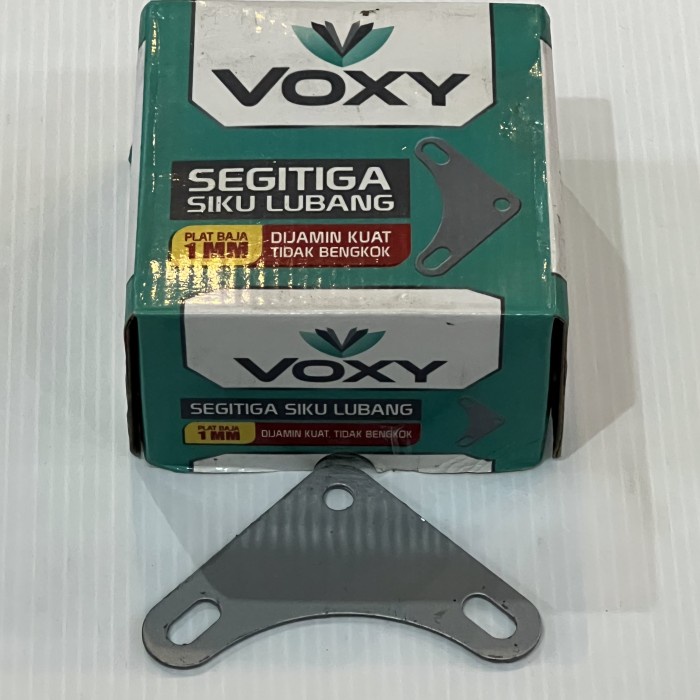 VOXY
SEGITIGA
SIKU LUBANG
PLAT BAJA
1 MM
DIJAMIN KUAT
TIDAK BENGKOK
VOXY
SEGITIGA SIKU LUBANG
PLAT BAJA
1 MM
DIJAMIN KUAT, TIDAK BENGKOK